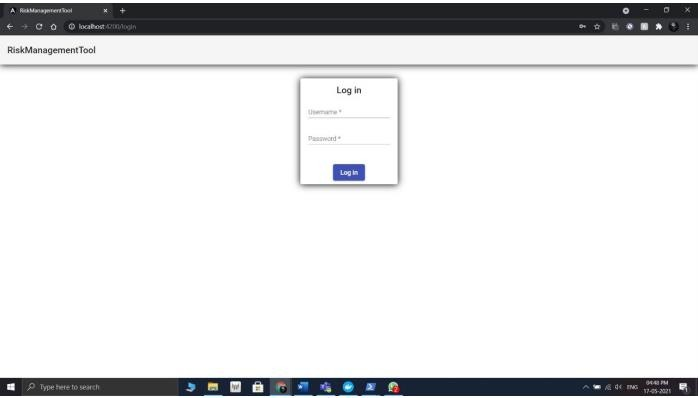 RiskManagementTool
localhost:4200/login
RiskManagementTool
Log in
Username *
Password *
Log in
Type here to search
ENG
04:48 PM
17-05-2021